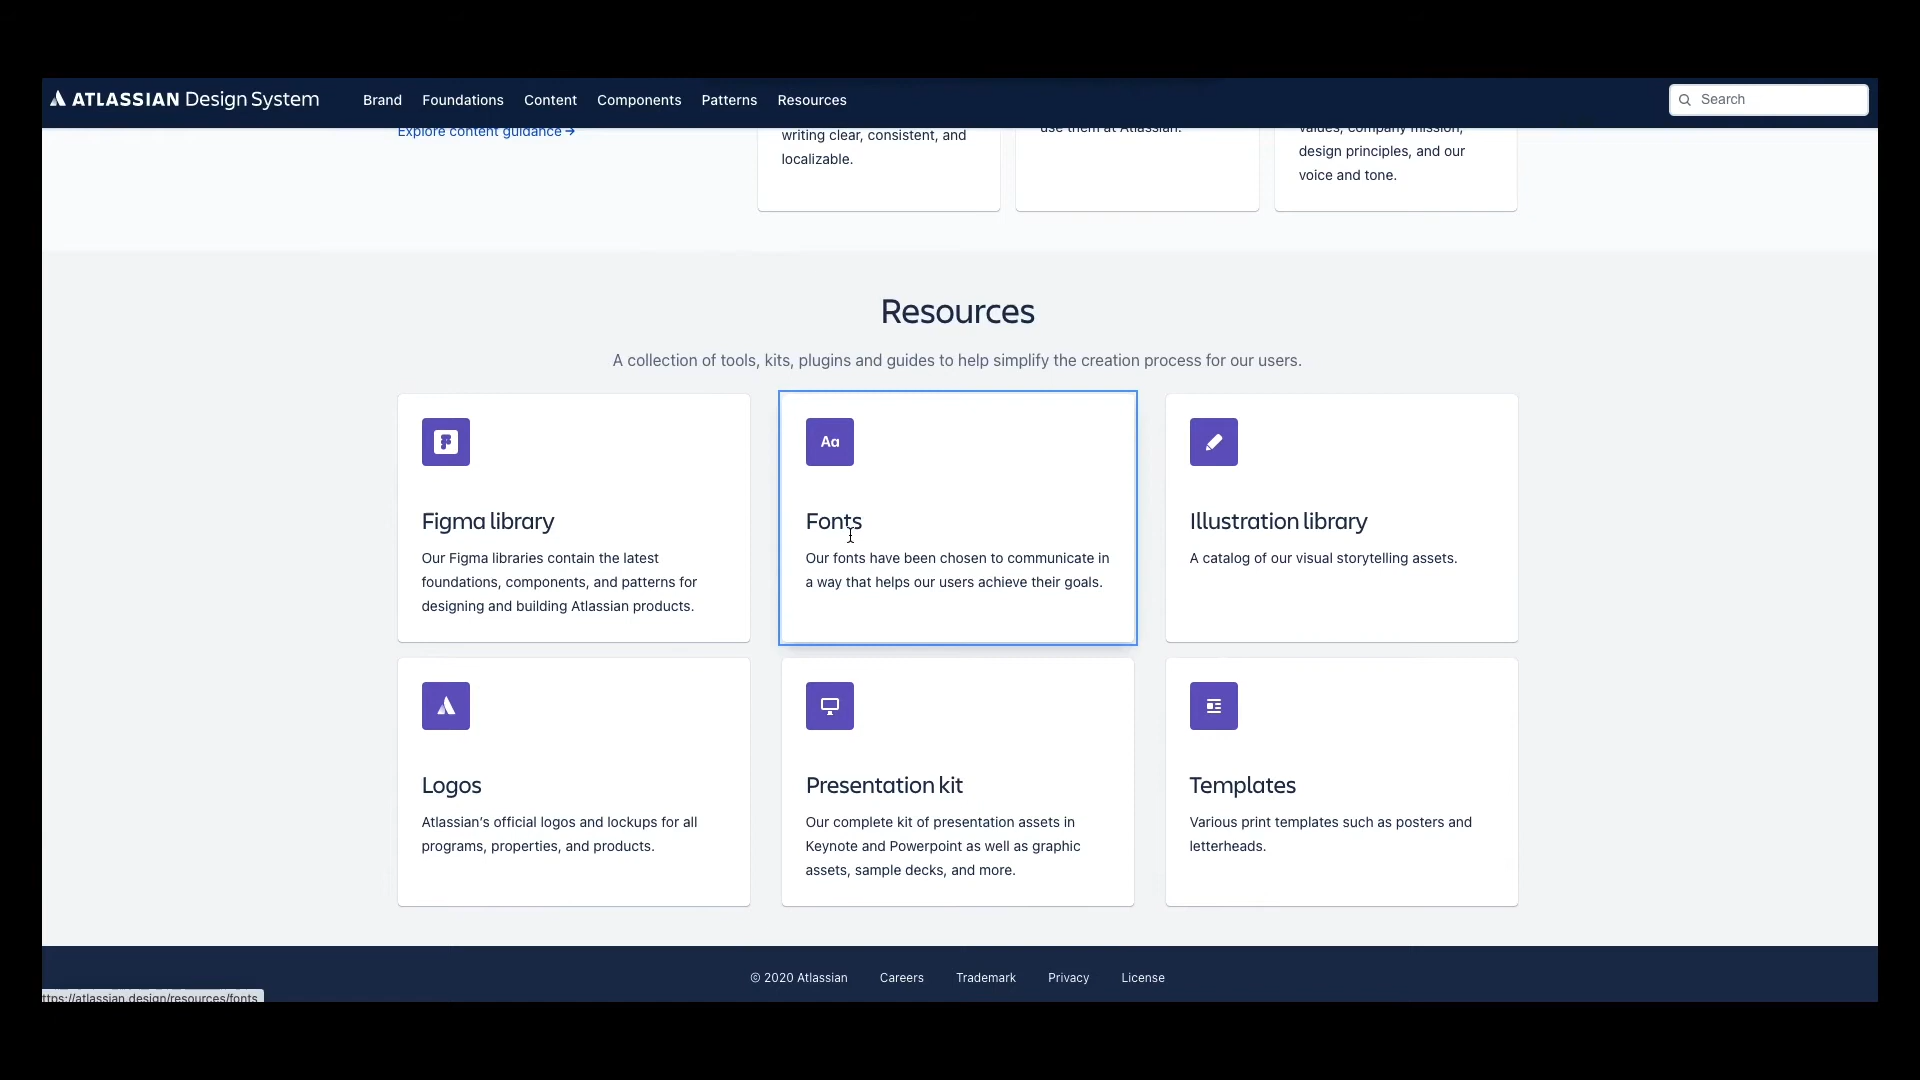 ATLASSIAN Design System
Brand Foundations Content Components Patterns Resources
Search
Explore content guidance →
writing clear, consistent, and
localizable.
use them at Atlassian.
values, company mission,
design principles, and our
voice and tone.
Resources
A collection of tools, kits, plugins and guides to help simplify the creation process for our users.
Figma library
Our Figma libraries contain the latest
foundations, components, and patterns for
designing and building Atlassian products.
Aa
Fonts
Our fonts have been chosen to communicate in
a way that helps our users achieve their goals.
Illustration library
A catalog of our visual storytelling assets.
Logos
Atlassian's official logos and lockups for all
programs, properties, and products.
Presentation kit
Our complete kit of presentation assets in
Keynote and Powerpoint as well as graphic
assets, sample decks, and more.
Templates
Various print templates such as posters and
letterheads.
© 2020 Atlassian Careers Trademark Privacy License
ttps://atlassian.design/resources/fonts